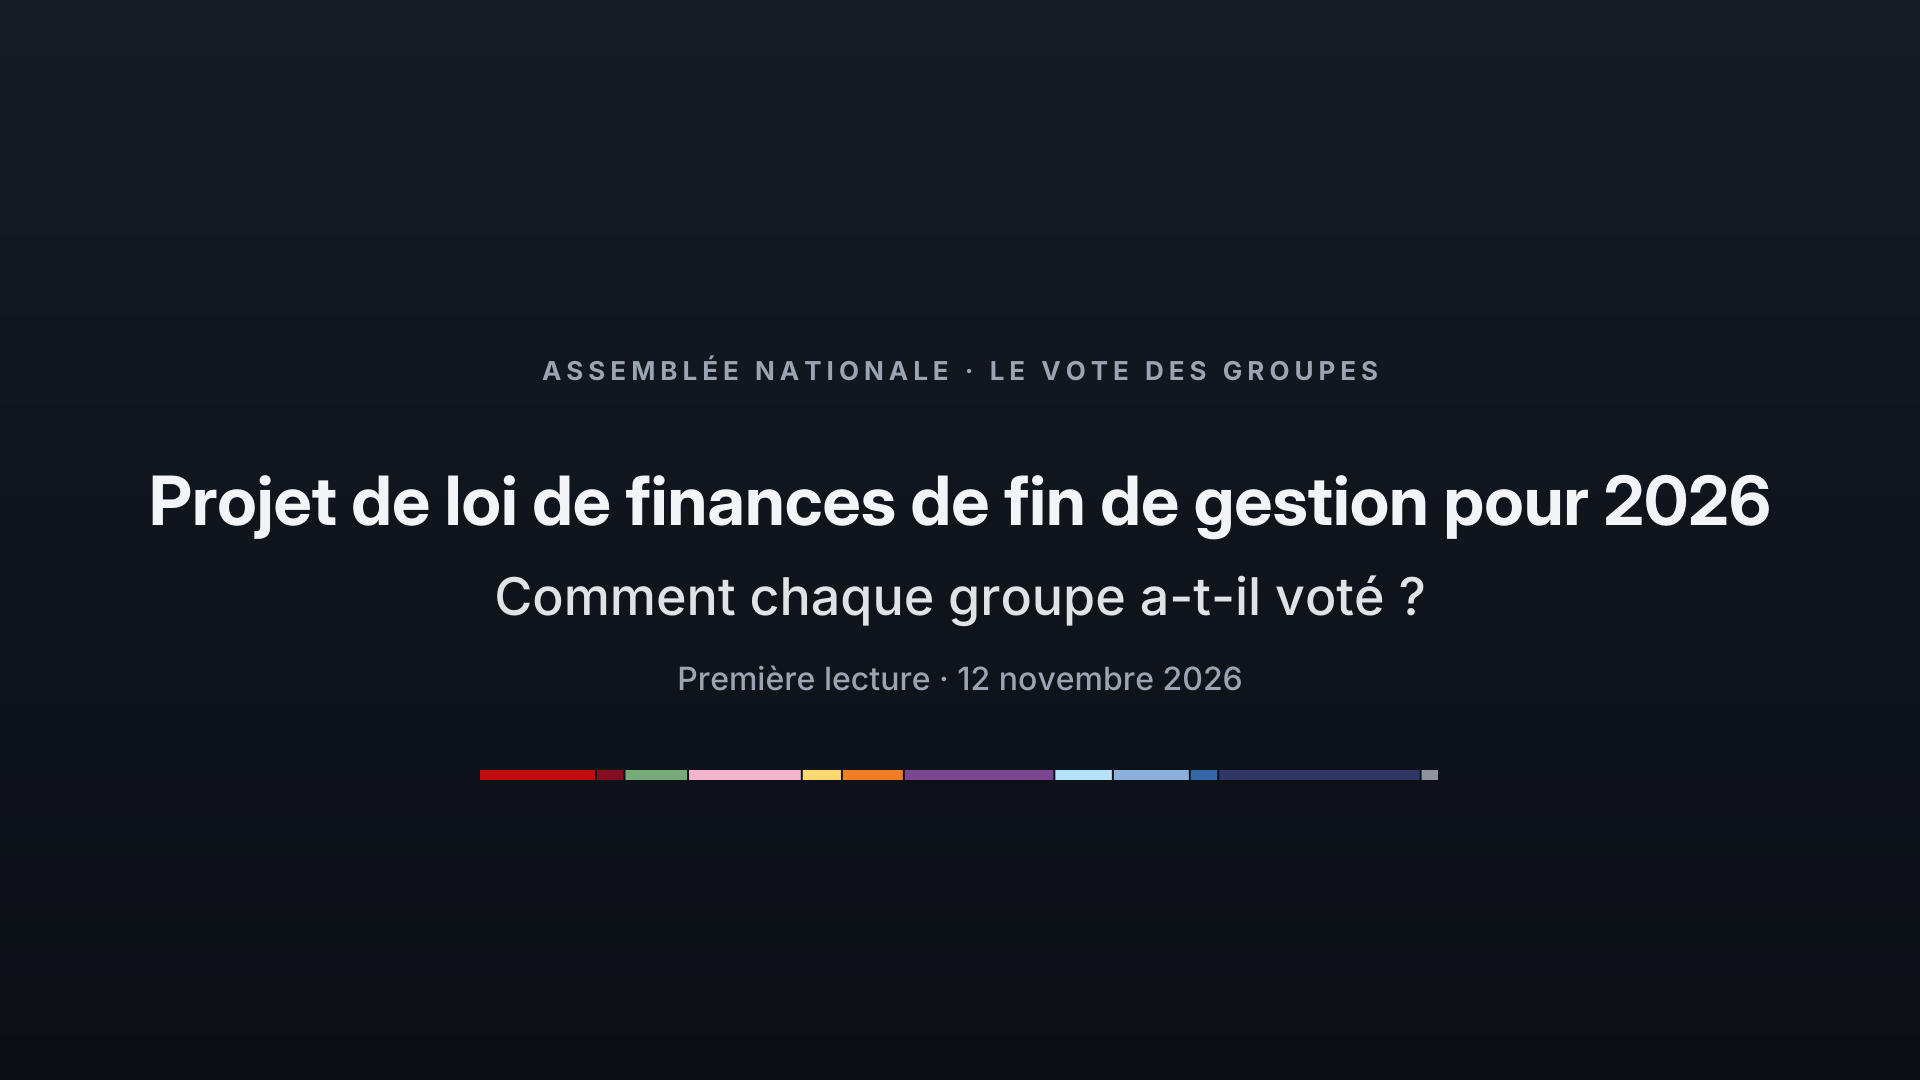 ASSEMBLÉE NATIONALE · LE VOTE DES GROUPES
Projet de loi de finances de fin de gestion pour 2026
Comment chaque groupe a-t-il voté ?
Première lecture · 12 novembre 2026